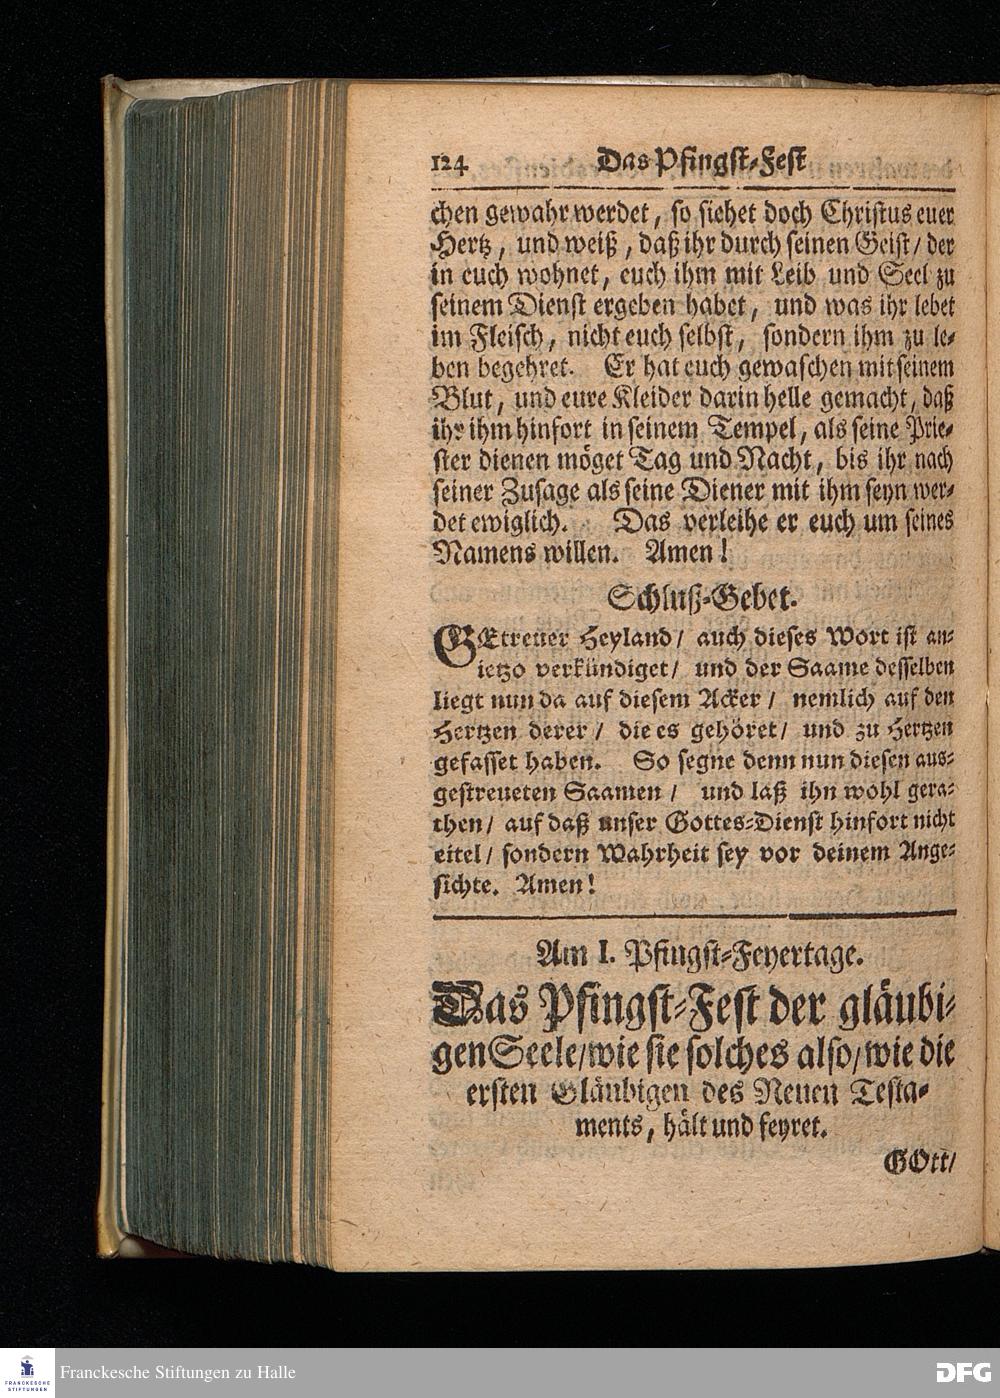 124 Das Pfingst-Fest
chen gewahr werdet, so siehet doch Christus euer
Hertz, und weiß, daß ihr durch seinen Geist/ der
in euch wohnet, euch ihm mit Leib und Seel zu
seinem Dienst ergeben habet, und was ihr lebet
im Fleisch, nicht euch selbst, sondern ihm zu le-
ben begehret. Er hat euch gewaschen mit seinem
Blut, und eure Kleider darin helle gemacht, daß
ihr ihm hinfort in seinem Tempel, als seine Prie-
ster dienen möget Tag und Nacht, bis ihr nach
seiner Zusage als seine Diener mit ihm seyn wer-
det ewiglich. Das verleihe er euch um seines
Namens willen. Amen!
Schluß-Gebet.
GEtreuer Heyland/ auch dieses Wort ist an-
ietzo verkündiget/ und der Saame desselben
liegt nun da auf diesem Acker/ nemlich auf den
Hertzen derer/ die es gehöret/ und zu Hertzen
gefasset haben. So segne denn nun diesen aus-
gestreueten Saamen/ und laß ihn wohl gera-
then/ auf daß unser Gottes-Dienst hinfort nicht
eitel/ sondern Wahrheit sey vor deinem Ange-
sichte. Amen!
Am I. Pfingst-Feyertage.
Das Pfingst-Fest der gläubi-
gen Seele/ wie sie solches also/ wie die
ersten Gläubigen des Neuen Testa-
ments, hält und feyret.
GOtt/
FRANCKESCHE
STIFTUNGEN
Franckesche Stiftungen zu Halle
DFG